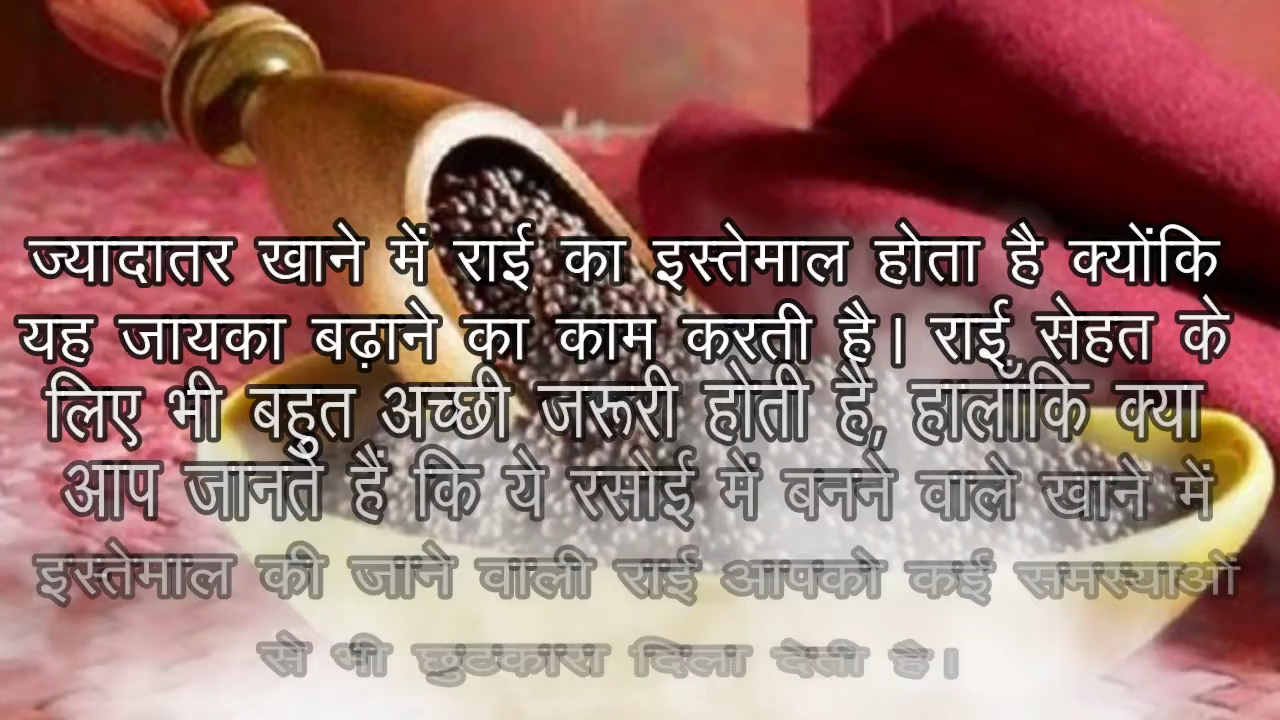 ज्यादातर खाने में राई का इस्तेमाल होता है क्योंकि
यह जायका बढ़ाने का काम करती है। राई सेहत के
लिए भी बहुत अच्छी जरूरी होती है, हालाँकि क्या
आप जानते हैं कि ये रसोई में बनने वाले खाने में
इस्तेमाल की जाने वाली राई आपको कई समस्याओं
से भी छुटकारा दिला देती है।